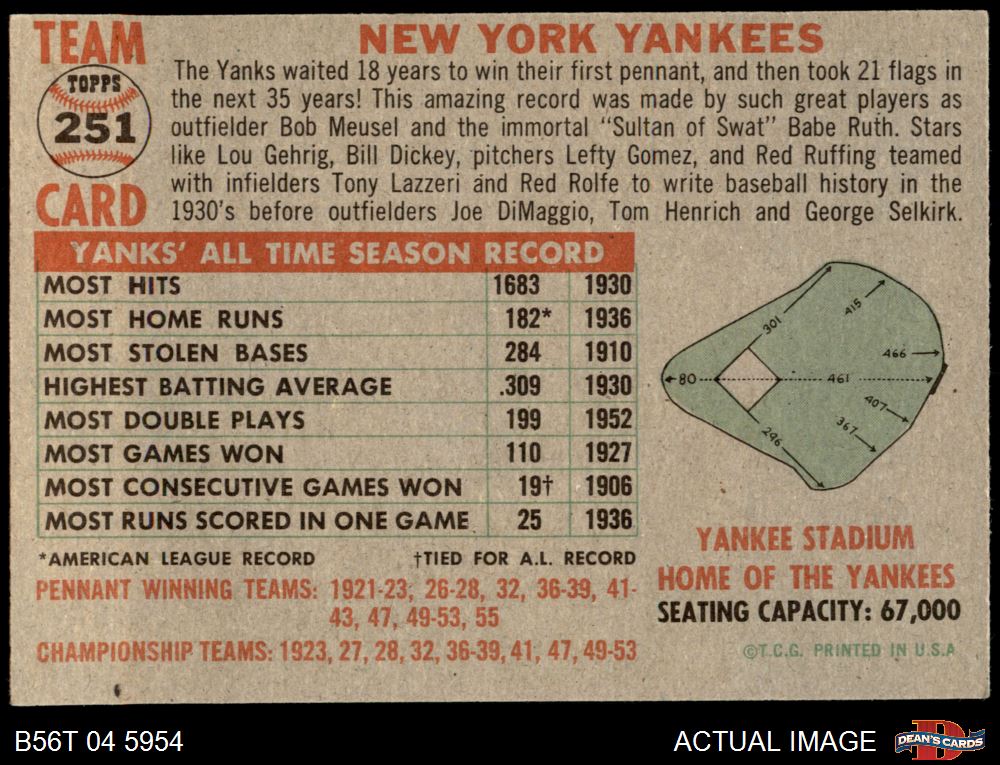 TEAM
TOPPS
251
CARD
NEW YORK YANKEES
The Yanks waited 18 years to win their first pennant, and then took 21 flags in
the next 35 years! This amazing record was made by such great players as
outfielder Bob Meusel and the immortal "Sultan of Swat" Babe Ruth. Stars
like Lou Gehrig, Bill Dickey, pitchers Lefty Gomez, and Red Ruffing teamed
with infielders Tony Lazzeri and Red Rolfe to write baseball history in the
1930's before outfielders Joe DiMaggio, Tom Henrich and George Selkirk.
YANKS' ALL TIME SEASON RECORD
MOST HITS 1683 1930
MOST HOME RUNS 182* 1936
MOST STOLEN BASES 284 1910
HIGHEST BATTING AVERAGE .309 1930
MOST DOUBLE PLAYS 199 1952
MOST GAMES WON 110 1927
MOST CONSECUTIVE GAMES WON 19† 1906
MOST RUNS SCORED IN ONE GAME 25 1936
*AMERICAN LEAGUE RECORD †TIED FOR A.L. RECORD
PENNANT WINNING TEAMS: 1921-23, 26-28, 32, 36-39, 41-
43, 47, 49-53, 55
CHAMPIONSHIP TEAMS: 1923, 27, 28, 32, 36-39, 41, 47, 49-53
301
415
466
80
461
407
367
296
YANKEE STADIUM
HOME OF THE YANKEES
SEATING CAPACITY: 67,000
©T.C.G. PRINTED IN U.S.A
B56T 04 5954
ACTUAL IMAGE
DEAN'S CARDS